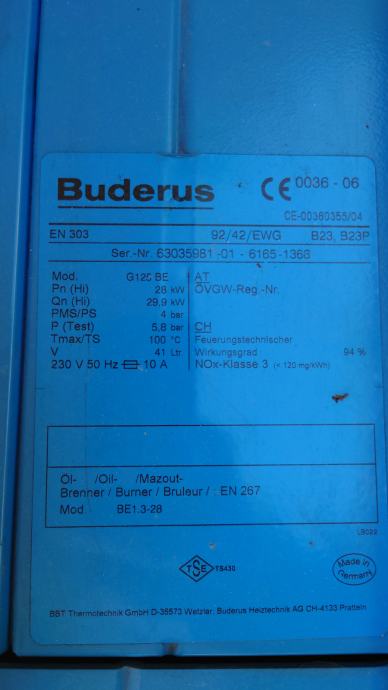 Buderus CE 0036 - 06
CE-00360355/04
EN 303 92/42/EWG B23, B23P
Ser.-Nr. 63035981 -01 - 6165 -1368
Mod. G125 BE
Pn (Hi) 28 kW
Qn (Hi) 29,9 kW
PMS/PS 4 bar
P (Test) 5,8 bar
Tmax/TS 100 °C
V 41 Ltr
230 V 50 Hz 10 A
AT
ÖVGW-Reg.-Nr.
CH
Feuerungstechnischer
Wirkungsgrad 94 %
NOx-Klasse 3 (< 120 mg/kWh)
Öl- /Oil- /Mazout-
Brenner / Burner / Bruleur / : EN 267
Mod. BE1.3-28
LB022
TSE TS430
Made in
Germany
BBT Thermotechnik GmbH D-35573 Wetzlar; Buderus Heiztechnik AG CH-4133 Pratteln